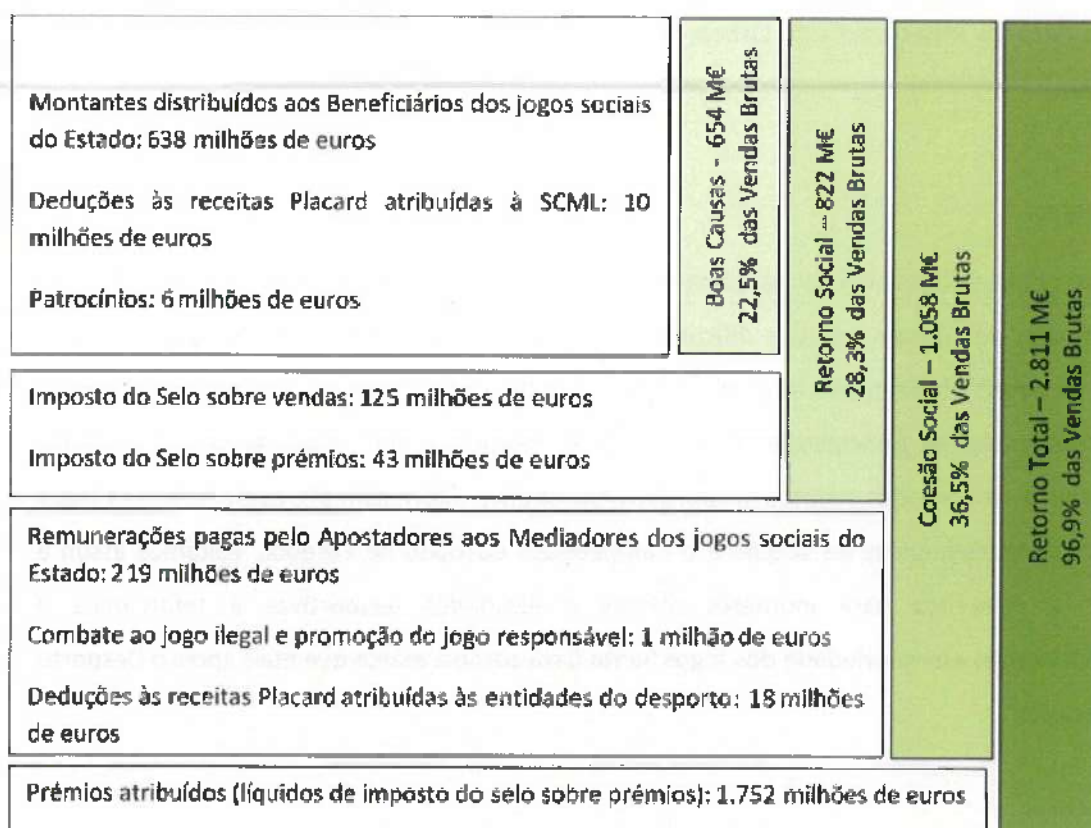 Montantes distribuídos aos Beneficiários dos jogos sociais
do Estado: 638 milhões de euros
Deduções às receitas Placard atribuídas à SCML: 10
milhões de euros
Patrocínios: 6 milhões de euros
Boas Causas - 654 M€
22,5% das Vendas Brutas
Imposto do Selo sobre vendas: 125 milhões de euros
Imposto do Selo sobre prémios: 43 milhões de euros
Retorno Social – 822 M€
28,3% das Vendas Brutas
Remunerações pagas pelo Apostadores aos Mediadores dos jogos sociais do
Estado: 219 milhões de euros
Combate ao jogo ilegal e promoção do jogo responsável: 1 milhão de euros
Deduções às receitas Placard atribuídas às entidades do desporto: 18 milhões
de euros
Coesão Social – 1.058 M€
36,5% das Vendas Brutas
Prémios atribuídos (líquidos de imposto do selo sobre prémios): 1.752 milhões de euros
Retorno Total – 2.811 M€
96,9% das Vendas Brutas